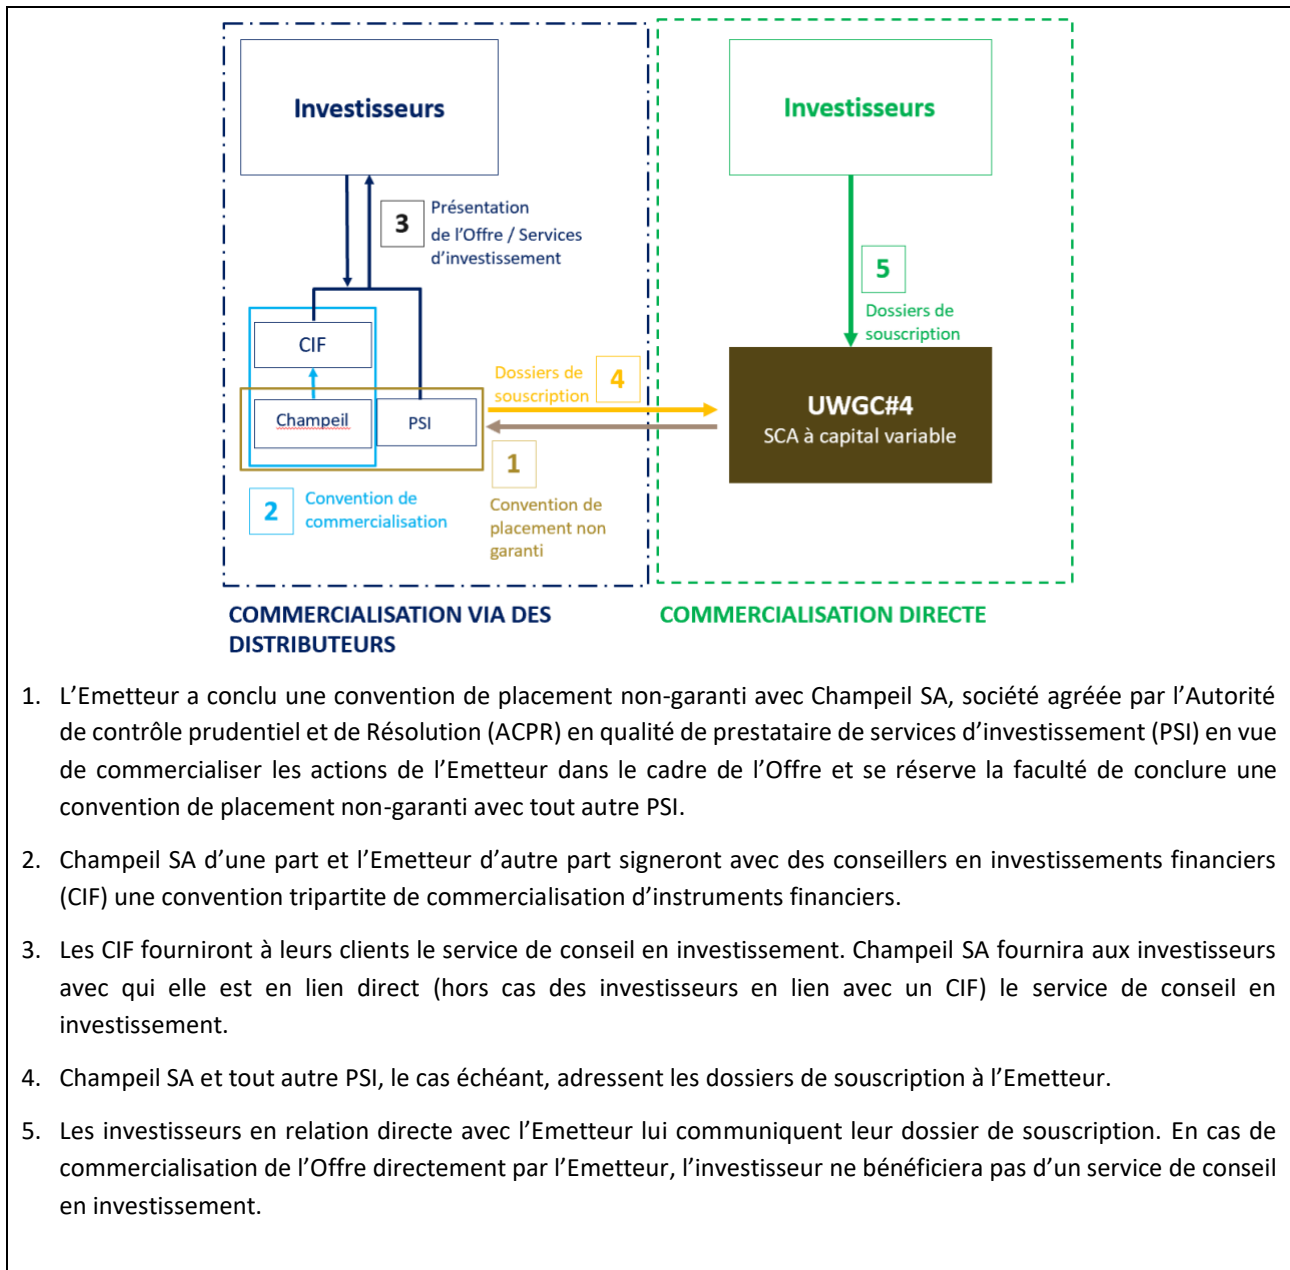 Investisseurs
Investisseurs
3
Présentation
de l’Offre / Services
d’investissement
5
Dossiers de
souscription
CIF
Champeil
PSI
Dossiers de
souscription
4
UWGC#4
SCA à capital variable
1
Convention de
placement non
garanti
2
Convention de
commercialisation
COMMERCIALISATION VIA DES
DISTRIBUTEURS
COMMERCIALISATION DIRECTE
1. L’Emetteur a conclu une convention de placement non-garanti avec Champeil SA, société agréée par l’Autorité
de contrôle prudentiel et de Résolution (ACPR) en qualité de prestataire de services d’investissement (PSI) en vue
de commercialiser les actions de l’Emetteur dans le cadre de l’Offre et se réserve la faculté de conclure une
convention de placement non-garanti avec tout autre PSI.
2. Champeil SA d’une part et l’Emetteur d’autre part signeront avec des conseillers en investissements financiers
(CIF) une convention tripartite de commercialisation d’instruments financiers.
3. Les CIF fourniront à leurs clients le service de conseil en investissement. Champeil SA fournira aux investisseurs
avec qui elle est en lien direct (hors cas des investisseurs en lien avec un CIF) le service de conseil en
investissement.
4. Champeil SA et tout autre PSI, le cas échéant, adressent les dossiers de souscription à l’Emetteur.
5. Les investisseurs en relation directe avec l’Emetteur lui communiquent leur dossier de souscription. En cas de
commercialisation de l’Offre directement par l’Emetteur, l’investisseur ne bénéficiera pas d’un service de conseil
en investissement.